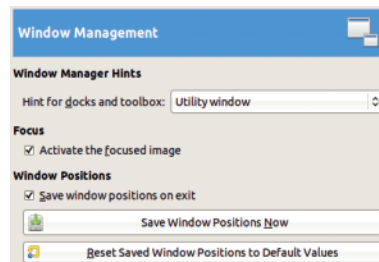 Window Management
Window Manager Hints
Hint for docks and toolbox: Utility window
Focus
Activate the focused image
Window Positions
Save window positions on exit
Save Window Positions Now
Reset Saved Window Positions to Default Values